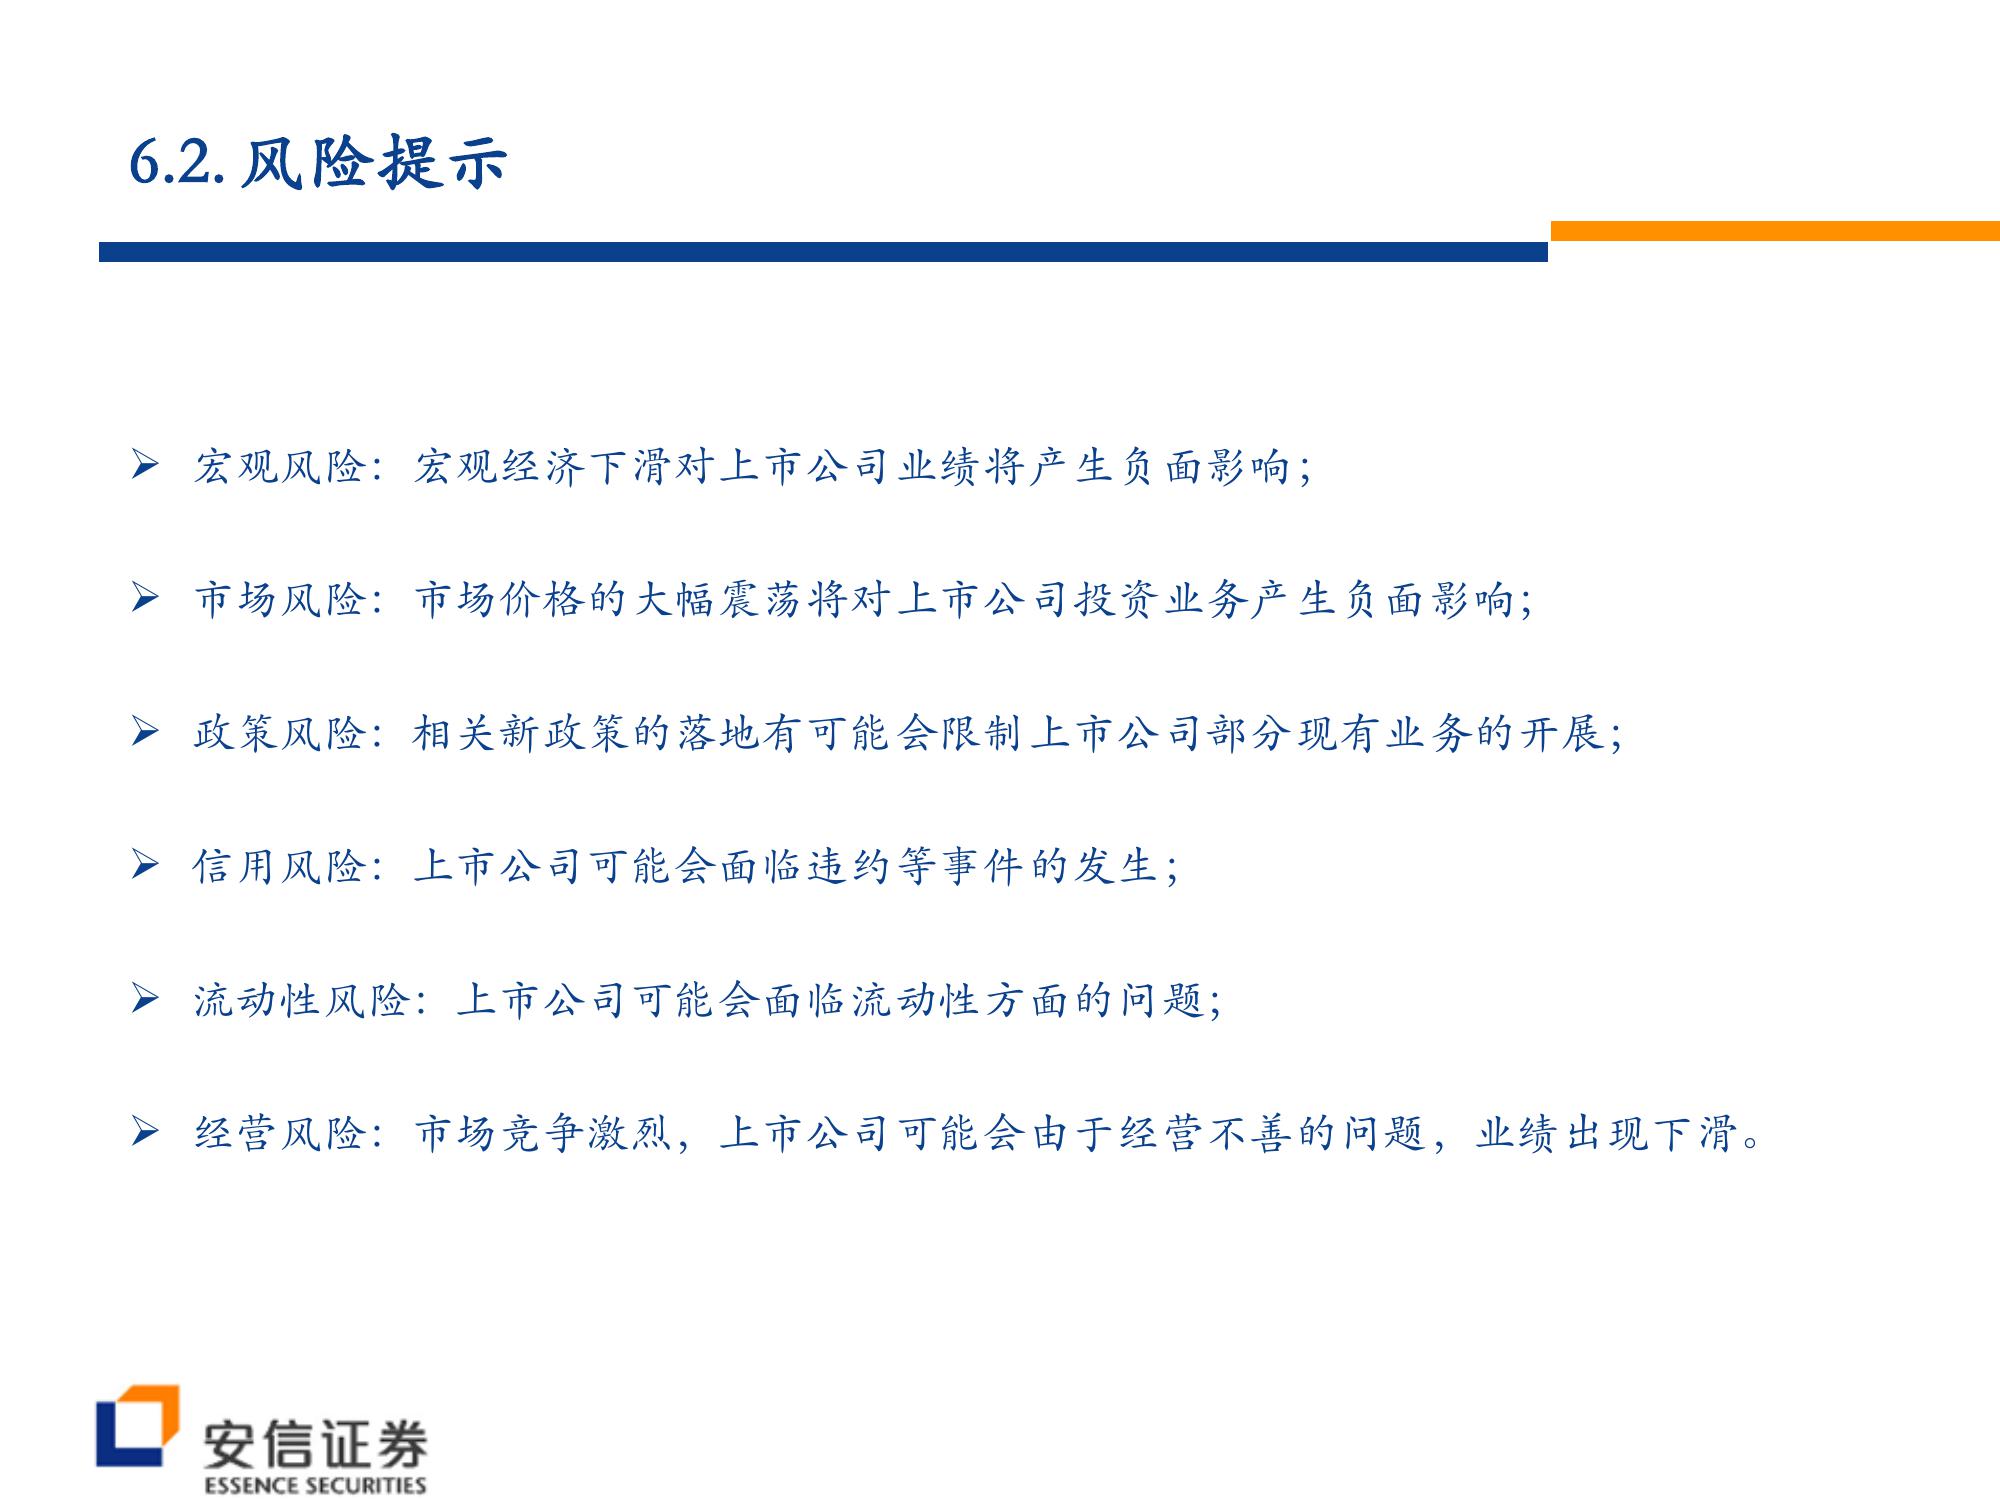 6.2. 风险提示
宏观风险：宏观经济下滑对上市公司业绩将产生负面影响；
市场风险：市场价格的大幅震荡将对上市公司投资业务产生负面影响；
政策风险：相关新政策的落地有可能会限制上市公司部分现有业务的开展；
信用风险：上市公司可能会面临违约等事件的发生；
流动性风险：上市公司可能会面临流动性方面的问题；
经营风险：市场竞争激烈，上市公司可能会由于经营不善的问题，业绩出现下滑。
安信证券
ESSENCE SECURITIES